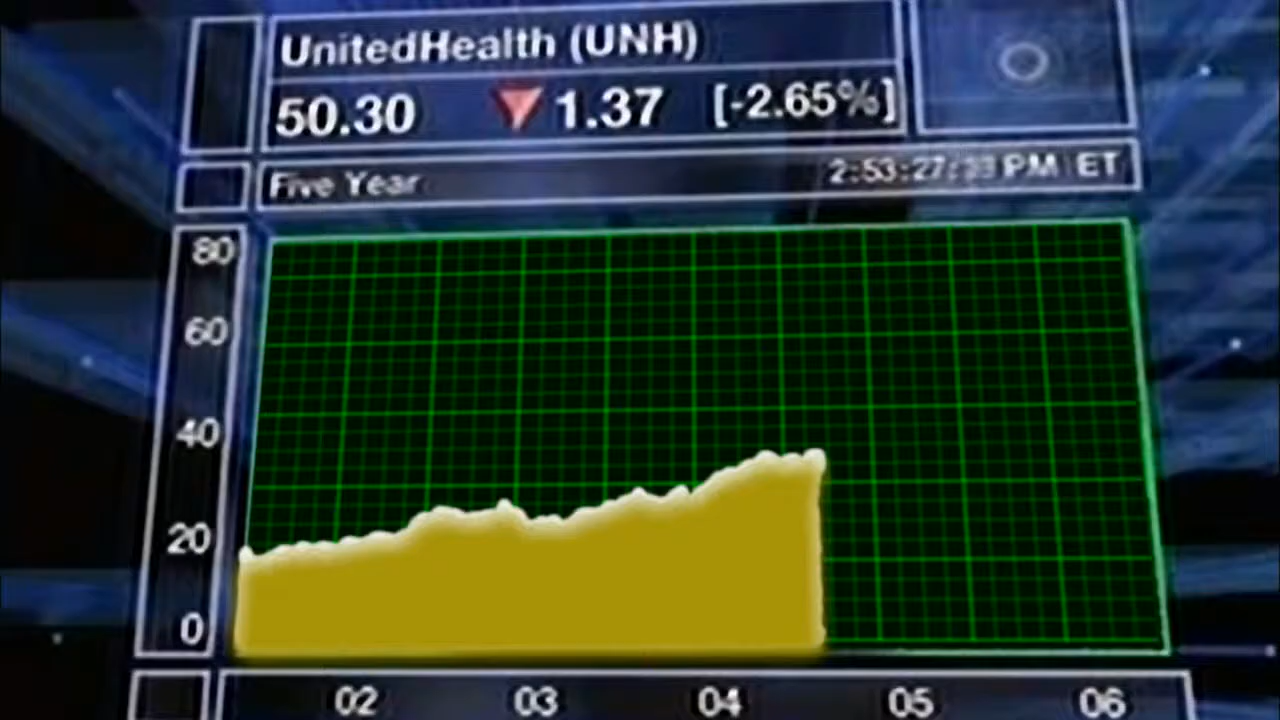 UnitedHealth (UNH)
50.30 ▼ 1.37 [-2.65%]
Five Year
PM ET
80
60
40
20
0
02 03 04 05 06